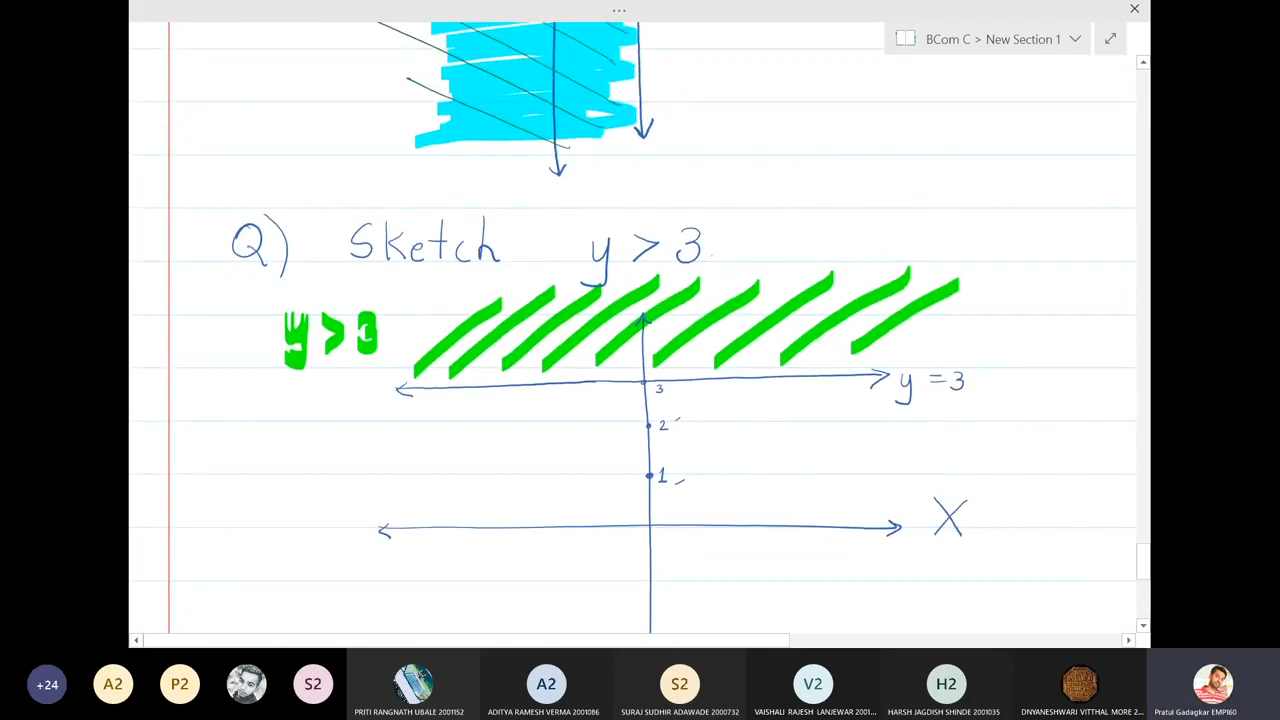 BCom C > New Section 1
Q) Sketch y > 3
y > 3
y = 3
3
2
1
X
+24
A2
P2
S2
PRITI RANGNATH UBALE 2001152
A2
ADITYA RAMESH VERMA 2001086
S2
SURAJ SUDHIR ADAWADE 2000732
V2
VAISHALI RAJESH LANJEWAR 2001...
H2
HARSH JAGDISH SHINDE 2001035
DNYANESHWARI VITTHAL MORE 2...
Pratul Gadagkar EMP160